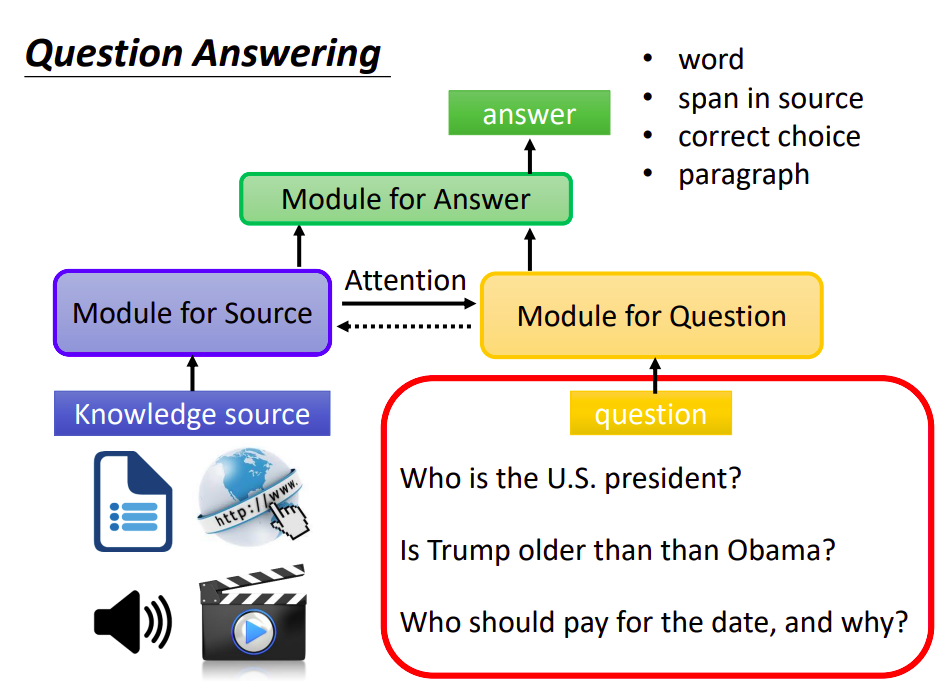 Question Answering
• word
• span in source
• correct choice
• paragraph
answer
Module for Answer
Attention
Module for Source
Module for Question
Knowledge source
question
http://www.
Who is the U.S. president?
Is Trump older than than Obama?
Who should pay for the date, and why?